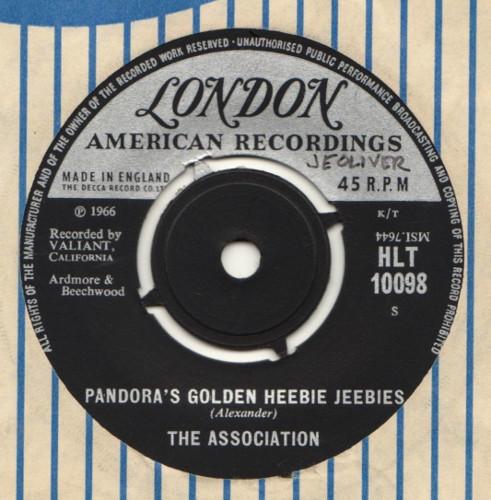 ALL RIGHTS OF THE MANUFACTURER AND OF THE OWNER OF THE RECORDED WORK RESERVED · UNAUTHORISED PUBLIC PERFORMANCE BROADCASTING AND COPYING OF THIS RECORD PROHIBITED
LONDON
AMERICAN RECORDINGS
JEOLIVER
MADE IN ENGLAND
THE DECCA RECORD CO.
45 R.P.M
℗ 1966
K/T
Recorded by
VALIANT,
CALIFORNIA
MSL.7644
HLT
10098
Ardmore &
Beechwood
S
PANDORA'S GOLDEN HEEBIE JEEBIES
(Alexander)
THE ASSOCIATION